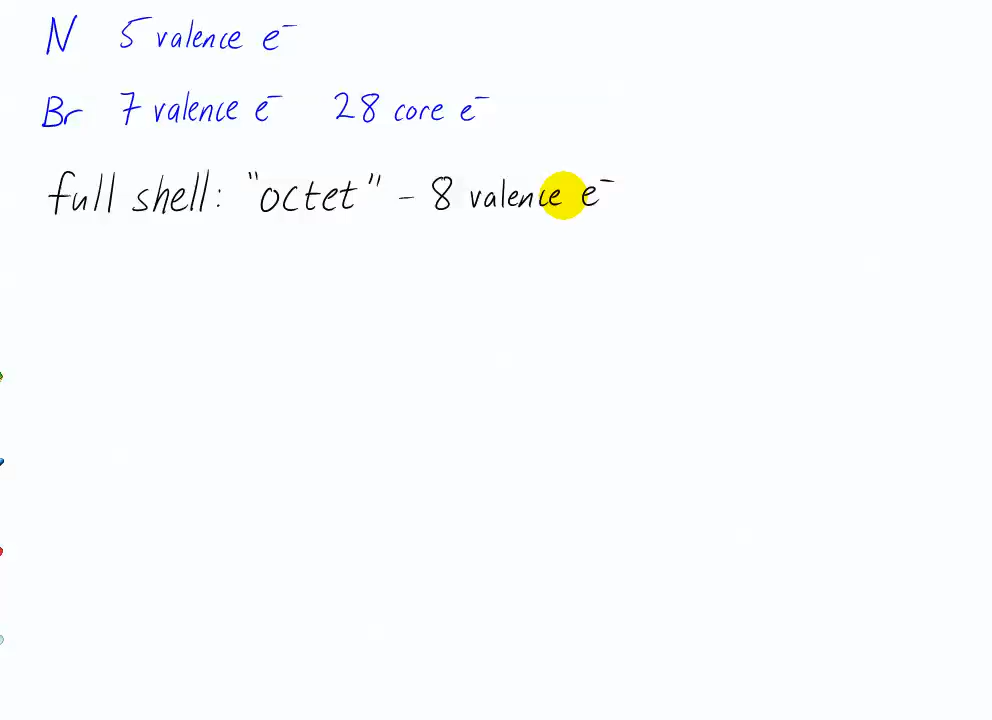 N 5 valence e⁻
Br 7 valence e⁻ 28 core e⁻
full shell: "octet" - 8 valence e⁻